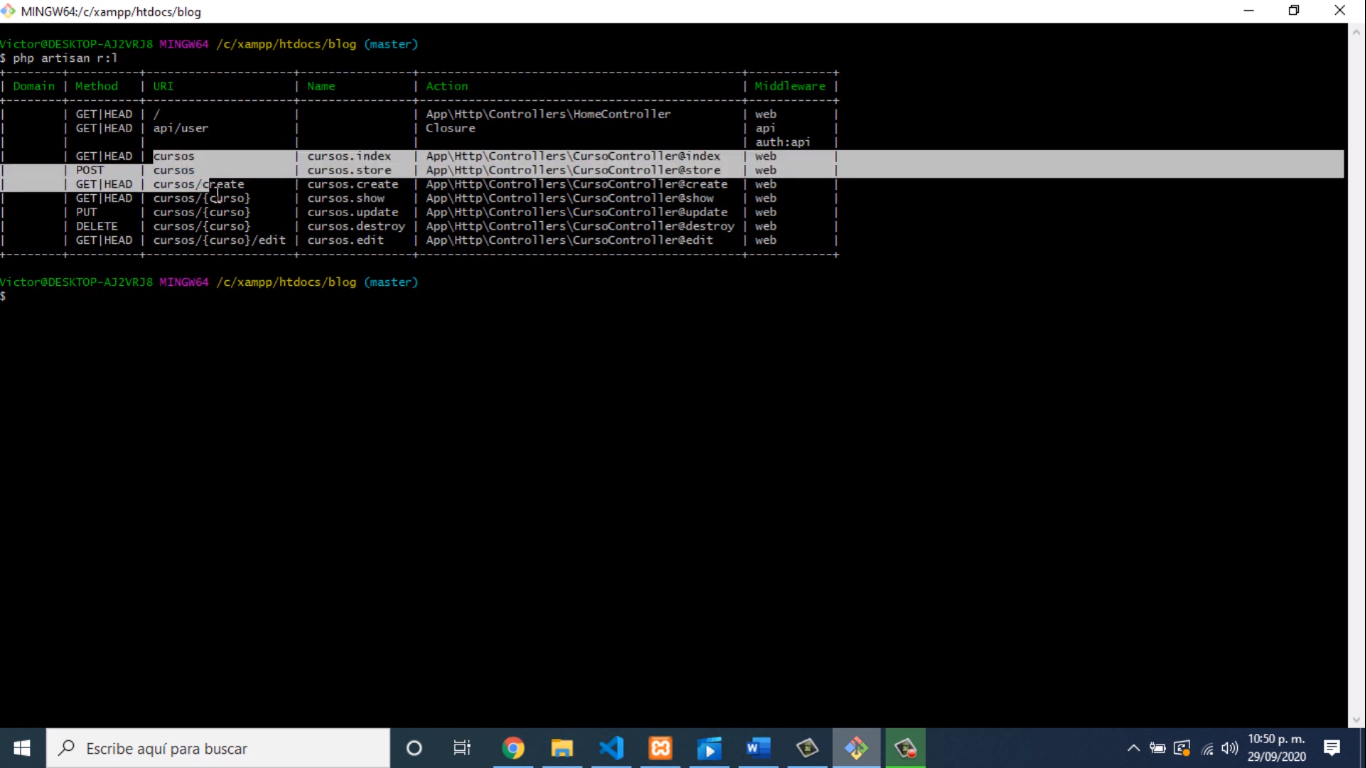 MINGW64:/c/xampp/htdocs/blog
Victor@DESKTOP-AJ2VRJ8 MINGW64 /c/xampp/htdocs/blog (master)
$ php artisan r:l
+--------+----------+---------------------+----------------+---------------------------------------------+------------+
| Domain | Method | URI | Name | Action | Middleware |
+--------+----------+---------------------+----------------+---------------------------------------------+------------+
| | GET|HEAD | / | | App\Http\Controllers\HomeController | web |
| | GET|HEAD | api/user | | Closure | api |
| | | | | | auth:api |
| | GET|HEAD | cursos | cursos.index | App\Http\Controllers\CursoController@index | web |
| | POST | cursos | cursos.store | App\Http\Controllers\CursoController@store | web |
| | GET|HEAD | cursos/create | cursos.create | App\Http\Controllers\CursoController@create | web |
| | GET|HEAD | cursos/{curso} | cursos.show | App\Http\Controllers\CursoController@show | web |
| | PUT | cursos/{curso} | cursos.update | App\Http\Controllers\CursoController@update | web |
| | DELETE | cursos/{curso} | cursos.destroy | App\Http\Controllers\CursoController@destroy | web |
| | GET|HEAD | cursos/{curso}/edit | cursos.edit | App\Http\Controllers\CursoController@edit | web |
+--------+----------+---------------------+----------------+---------------------------------------------+------------+
Victor@DESKTOP-AJ2VRJ8 MINGW64 /c/xampp/htdocs/blog (master)
$
Escribe aquí para buscar
10:50 p. m.
29/09/2020